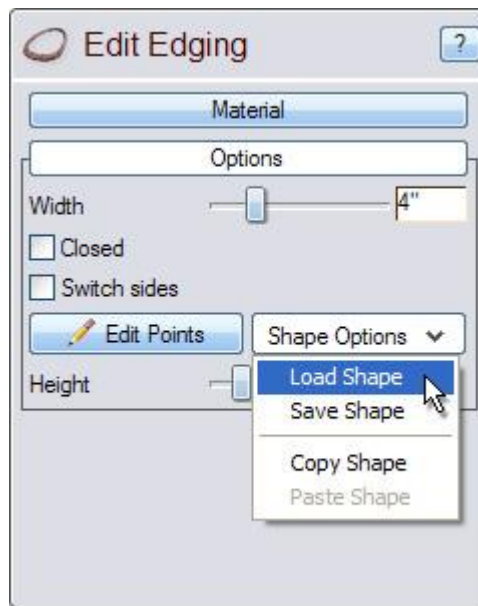 Edit Edging
?
Material
Options
Width 4"
Closed
Switch sides
Edit Points Shape Options
Height
Load Shape
Save Shape
Copy Shape
Paste Shape